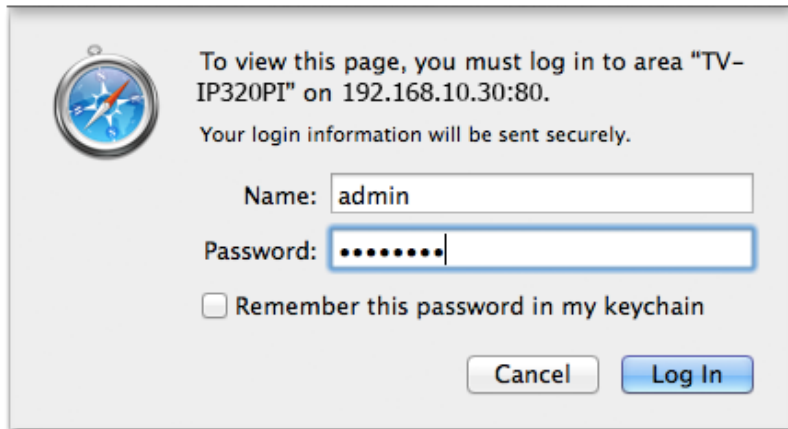 To view this page, you must log in to area “TV-
IP320PI” on 192.168.10.30:80.
Your login information will be sent securely.
Name: admin
Password: ••••••••
Remember this password in my keychain
Cancel Log In